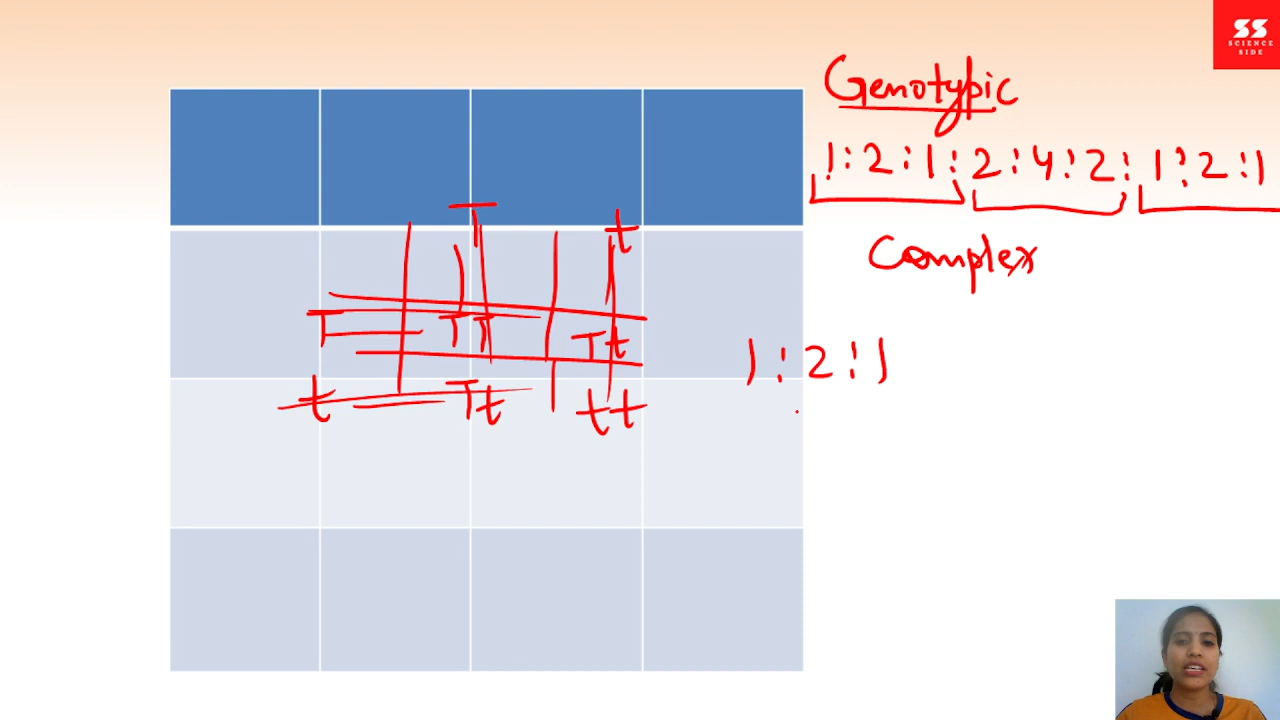 SS
SCIENCE
SIDE
Genotypic
1 : 2 : 1 : 2 : 4 : 2 : 1 : 2 : 1
Complex
T t
T TT Tt
t Tt tt
1 : 2 : 1